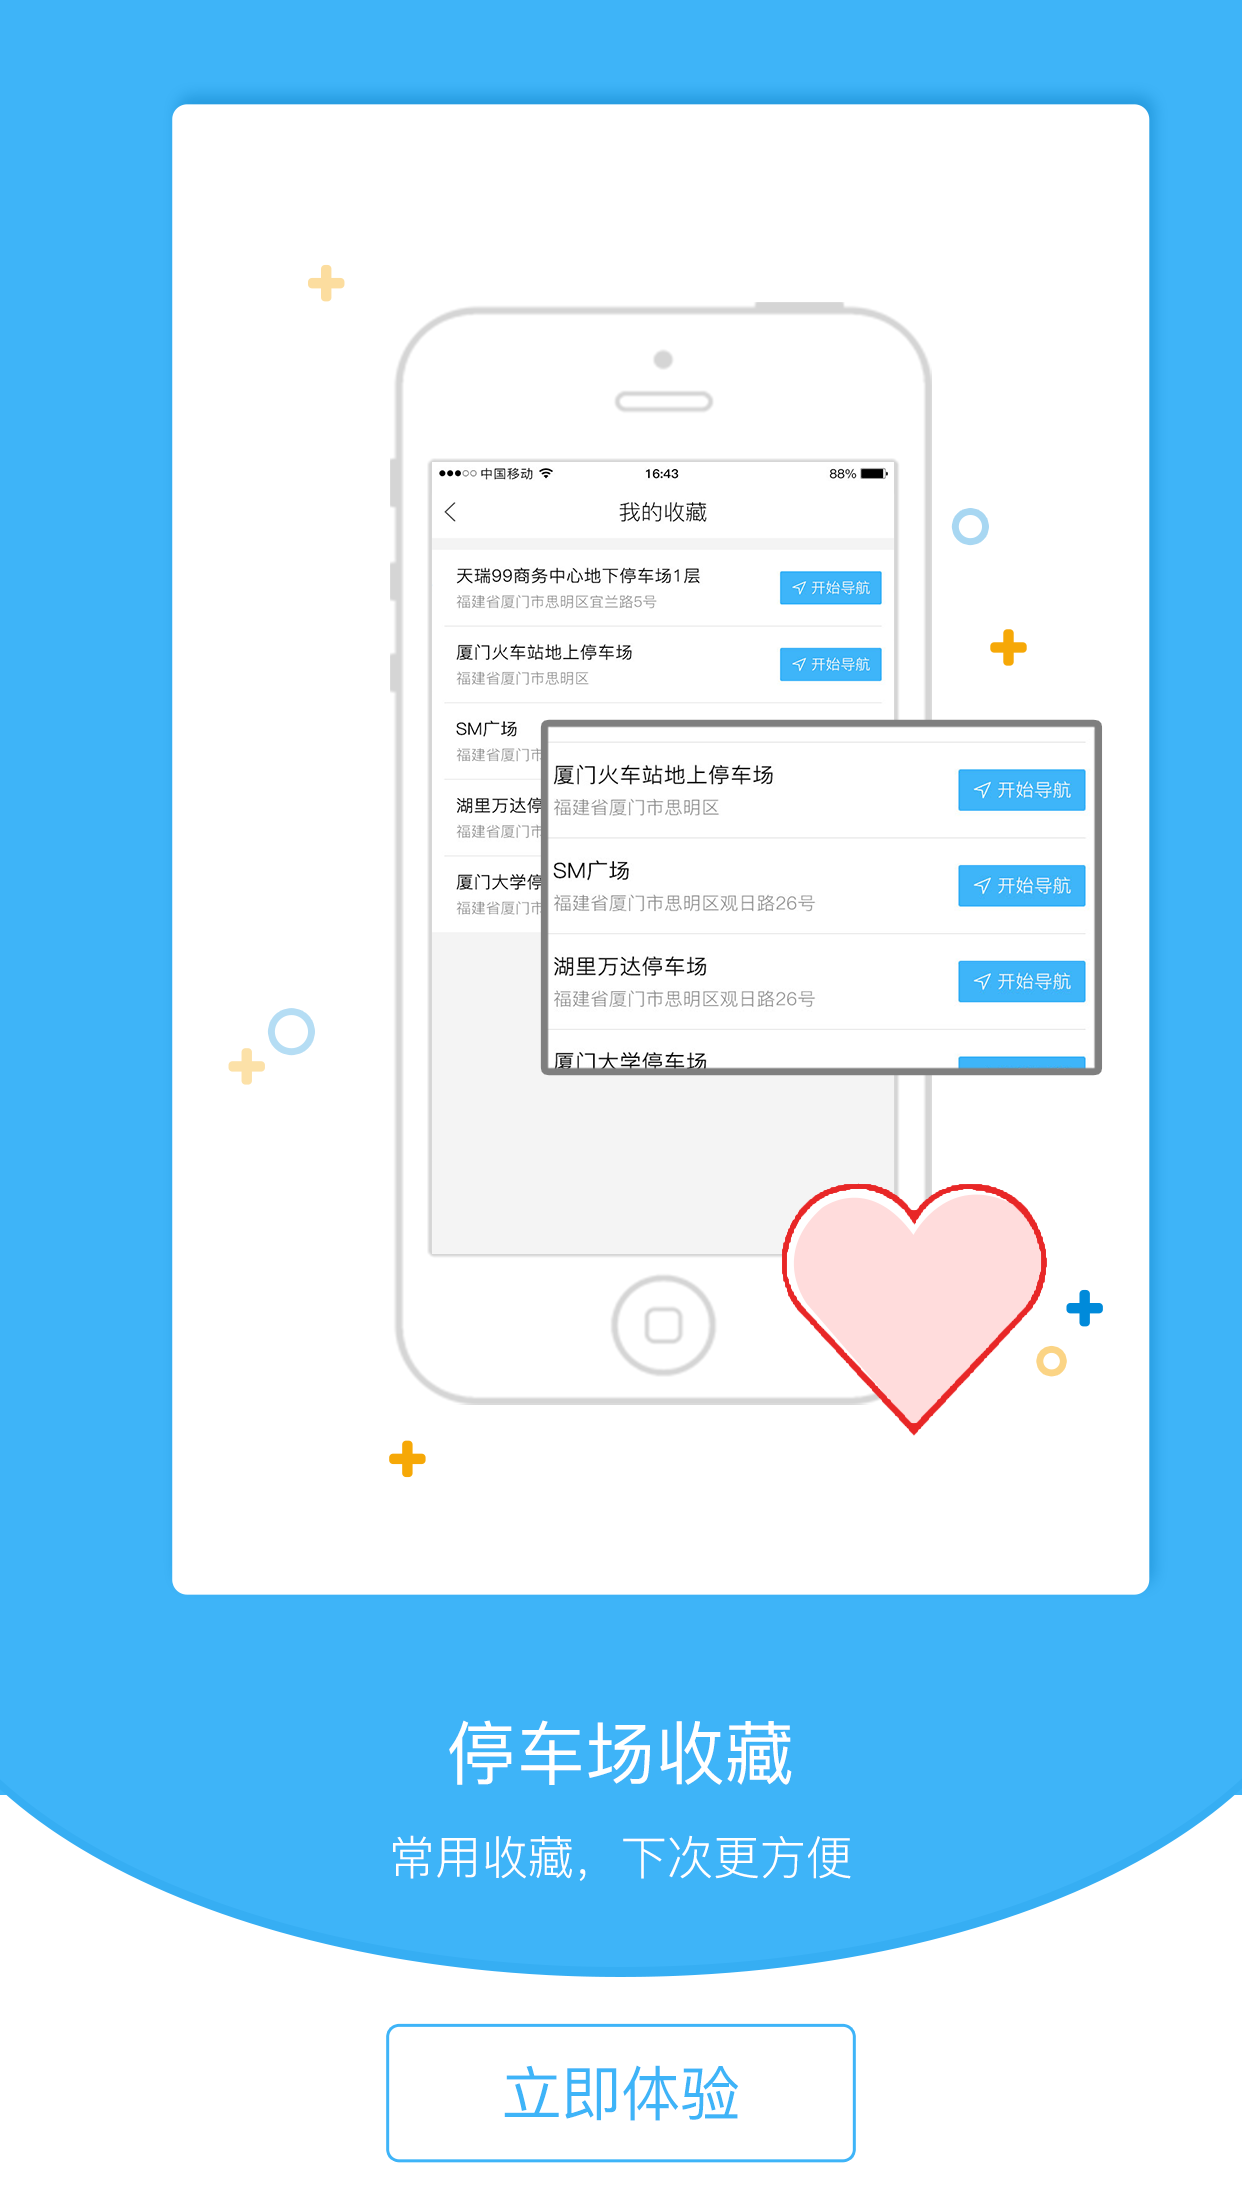 中国移动 16:43 88%
我的收藏
天瑞99商务中心地下停车场1层
福建省厦门市思明区宜兰路5号
开始导航
厦门火车站地上停车场
福建省厦门市思明区
开始导航
SM广场
福建省厦门市
湖里万达停
福建省厦门市
厦门大学停
福建省厦门市
厦门火车站地上停车场
福建省厦门市思明区
开始导航
SM广场
福建省厦门市思明区观日路26号
开始导航
湖里万达停车场
福建省厦门市思明区观日路26号
开始导航
厦门大学停车场
停车场收藏
常用收藏，下次更方便
立即体验